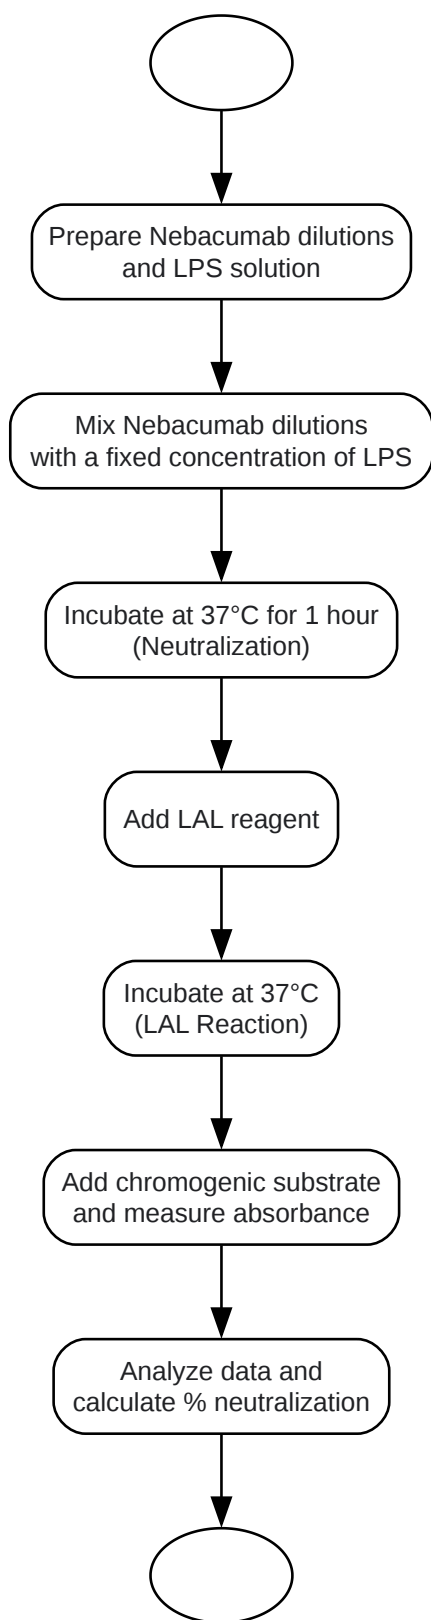 Prepare Nebacumab dilutions
and LPS solution
Mix Nebacumab dilutions
with a fixed concentration of LPS
Incubate at 37°C for 1 hour
(Neutralization)
Add LAL reagent
Incubate at 37°C
(LAL Reaction)
Add chromogenic substrate
and measure absorbance
Analyze data and
calculate % neutralization